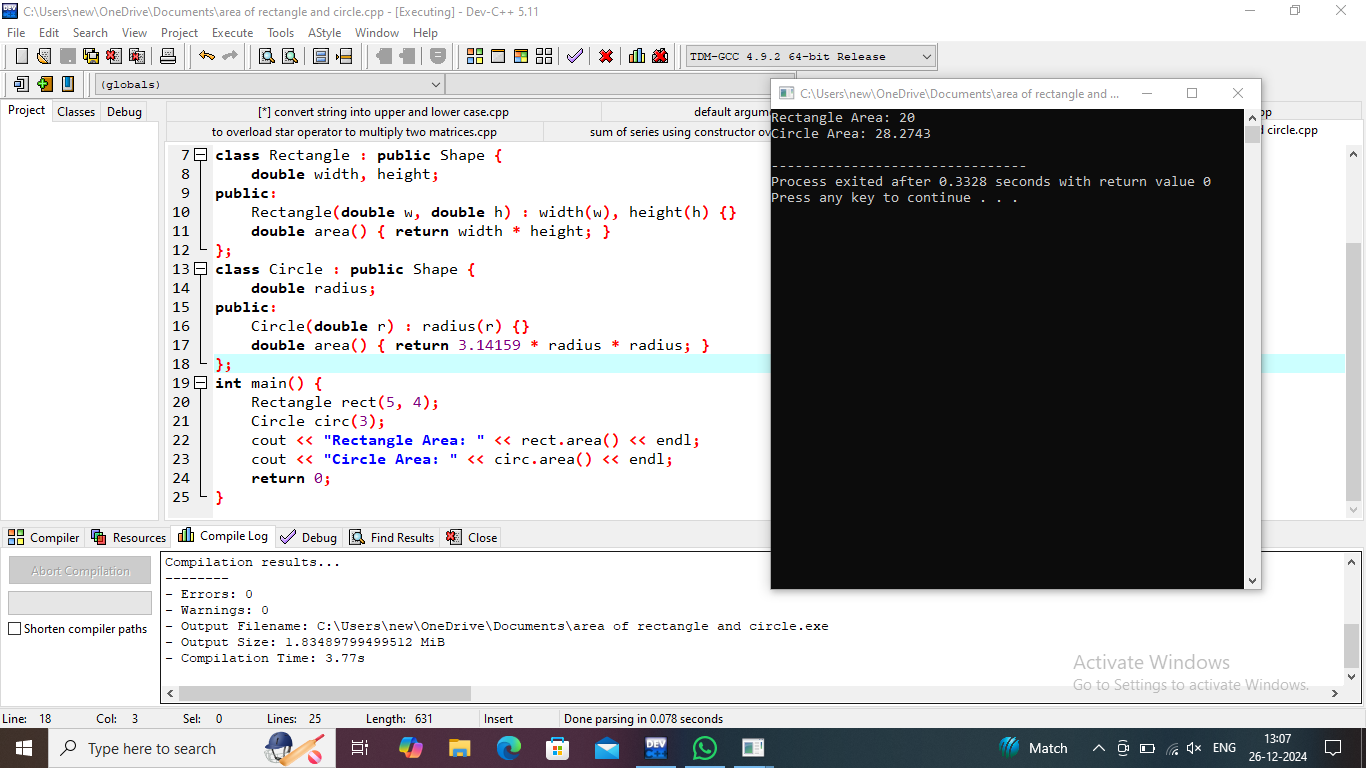 C:\Users\new\OneDrive\Documents\area of rectangle and circle.cpp - [Executing] - Dev-C++ 5.11
File Edit Search View Project Execute Tools AStyle Window Help
TDM-GCC 4.9.2 64-bit Release
(globals)
Project Classes Debug
[*] convert string into upper and lower case.cpp
to overload star operator to multiply two matrices.cpp
circle.cpp
7 class Rectangle : public Shape {
8 double width, height;
9 public:
10 Rectangle(double w, double h) : width(w), height(h) {}
11 double area() { return width * height; }
12 };
13 class Circle : public Shape {
14 double radius;
15 public:
16 Circle(double r) : radius(r) {}
17 double area() { return 3.14159 * radius * radius; }
18 };
19 int main() {
20 Rectangle rect(5, 4);
21 Circle circ(3);
22 cout << "Rectangle Area: " << rect.area() << endl;
23 cout << "Circle Area: " << circ.area() << endl;
24 return 0;
25 }
C:\Users\new\OneDrive\Documents\area of rectangle and ...
Rectangle Area: 20
Circle Area: 28.2743
--------------------------------
Process exited after 0.3328 seconds with return value 0
Press any key to continue . . .
Compiler Resources Compile Log Debug Find Results Close
Abort Compilation
Shorten compiler paths
Compilation results...
--------
- Errors: 0
- Warnings: 0
- Output Filename: C:\Users\new\OneDrive\Documents\area of rectangle and circle.exe
- Output Size: 1.83489799499512 MiB
- Compilation Time: 3.77s
Activate Windows
Go to Settings to activate Windows.
Line: 18 Col: 3 Sel: 0 Lines: 25 Length: 631 Insert Done parsing in 0.078 seconds
Type here to search
DEV
Match
ENG
13:07
26-12-2024